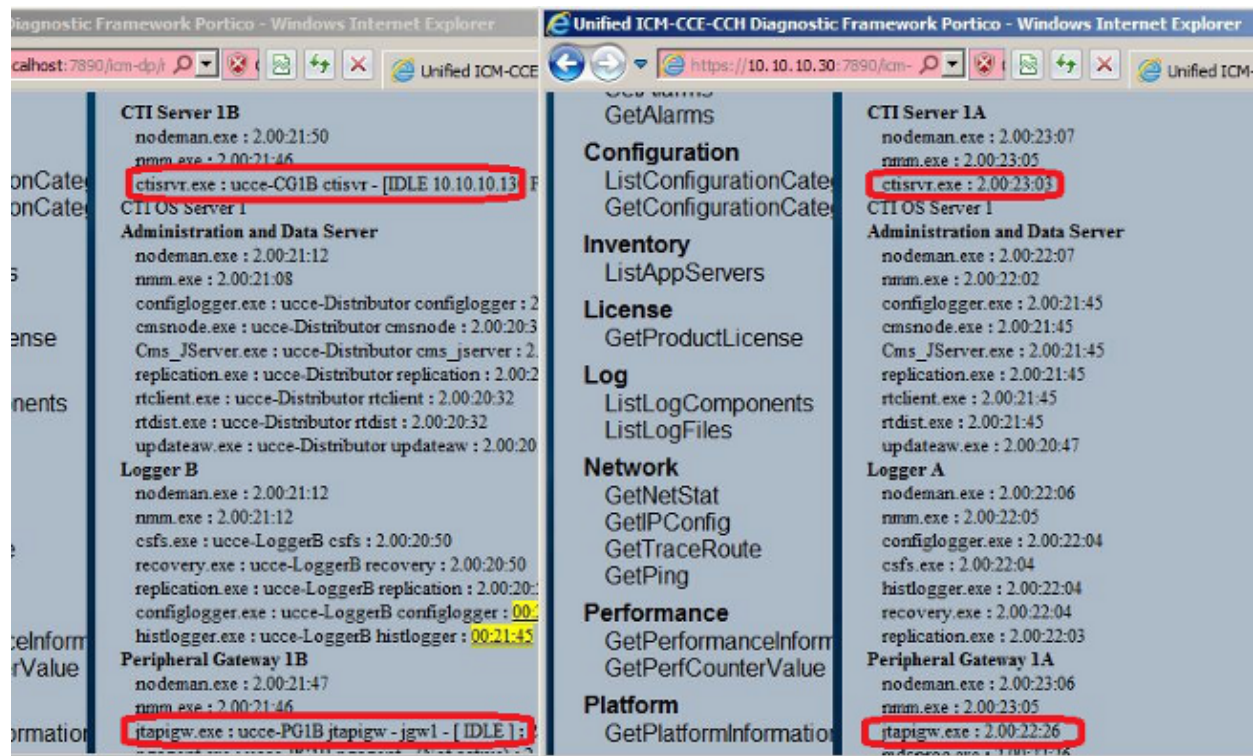 Diagnostic Framework Portico - Windows Internet Explorer
calhost:7890/icm-dp/r
Unified ICM-CCE
CTI Server 1B
nodeman.exe : 2.00:21:50
nmm.exe : 2.00:21:46
ctisrvr.exe : ucce-CG1B ctisvr - [IDLE 10.10.10.13
CTI OS Server 1
Administration and Data Server
nodeman.exe : 2.00:21:12
nmm.exe : 2.00:21:08
configlogger.exe : ucce-Distributor configlogger : 2
cmsnode.exe : ucce-Distributor cmsnode : 2.00:20:3
Cms_JServer.exe : ucce-Distributor cms_jserver : 2.
replication.exe : ucce-Distributor replication : 2.00:2
rtclient.exe : ucce-Distributor rtclient : 2.00:20:32
rtdist.exe : ucce-Distributor rtdist : 2.00:20:32
updateaw.exe : ucce-Distributor updateaw : 2.00:20
Logger B
nodeman.exe : 2.00:21:12
nmm.exe : 2.00:21:12
csfs.exe : ucce-LoggerB csfs : 2.00:20:50
recovery.exe : ucce-LoggerB recovery : 2.00:20:50
replication.exe : ucce-LoggerB replication : 2.00:20:
configlogger.exe : ucce-LoggerB configlogger : 00:
histlogger.exe : ucce-LoggerB histlogger : 00:21:45
Peripheral Gateway 1B
nodeman.exe : 2.00:21:47
nmm.exe : 2.00:21:46
jtapigw.exe : ucce-PG1B jtapigw - jgw1 - [ IDLE ] :
onCateg
onCateg
s
ense
nents
ceInform
rValue
ormation
Unified ICM-CCE-CCH Diagnostic Framework Portico - Windows Internet Explorer
https://10.10.10.30:7890/icm-
Unified ICM-
GetAlarms
Configuration
ListConfigurationCateg
GetConfigurationCateg
Inventory
ListAppServers
License
GetProductLicense
Log
ListLogComponents
ListLogFiles
Network
GetNetStat
GetIPConfig
GetTraceRoute
GetPing
Performance
GetPerformanceInform
GetPerfCounterValue
Platform
GetPlatformInformation
CTI Server 1A
nodeman.exe : 2.00:23:07
nmm.exe : 2.00:23:05
ctisrvr.exe : 2.00:23:03
CTI OS Server 1
Administration and Data Server
nodeman.exe : 2.00:22:07
nmm.exe : 2.00:22:02
configlogger.exe : 2.00:21:45
cmsnode.exe : 2.00:21:45
Cms_JServer.exe : 2.00:21:45
replication.exe : 2.00:21:45
rtclient.exe : 2.00:21:45
rtdist.exe : 2.00:21:45
updateaw.exe : 2.00:20:47
Logger A
nodeman.exe : 2.00:22:06
nmm.exe : 2.00:22:05
configlogger.exe : 2.00:22:04
csfs.exe : 2.00:22:04
histlogger.exe : 2.00:22:04
recovery.exe : 2.00:22:04
replication.exe : 2.00:22:03
Peripheral Gateway 1A
nodeman.exe : 2.00:23:06
nmm.exe : 2.00:23:05
jtapigw.exe : 2.00:22:26